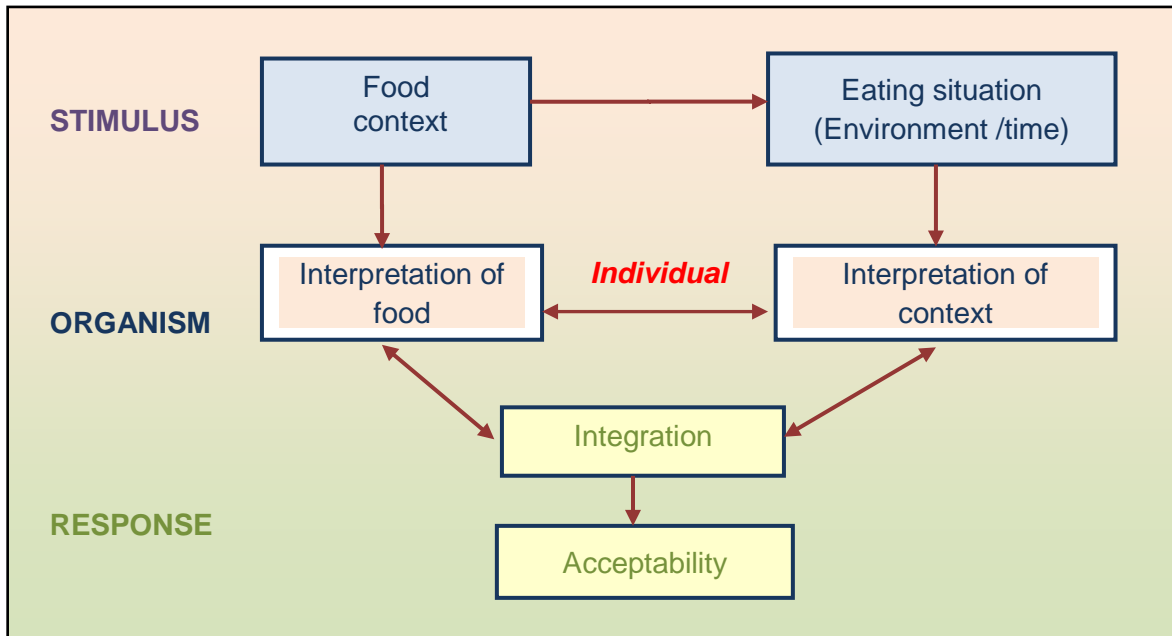 STIMULUS
Food
context
Eating situation
(Environment /time)
ORGANISM
Interpretation of
food
Individual
Interpretation of
context
Integration
RESPONSE
Acceptability